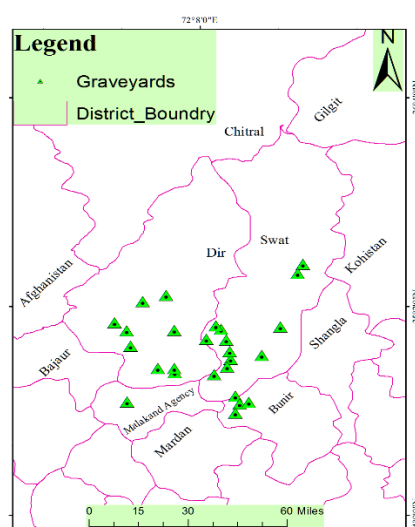 72°8'0"E
Legend
N
Graveyards
District_Boundry
Gilgit
Chitral
Dir
Swat
Kohistan
Afghanistan
Shangla
Bajaur
Malakand Agency
Bunir
Mardan
0 15 30 60 Miles